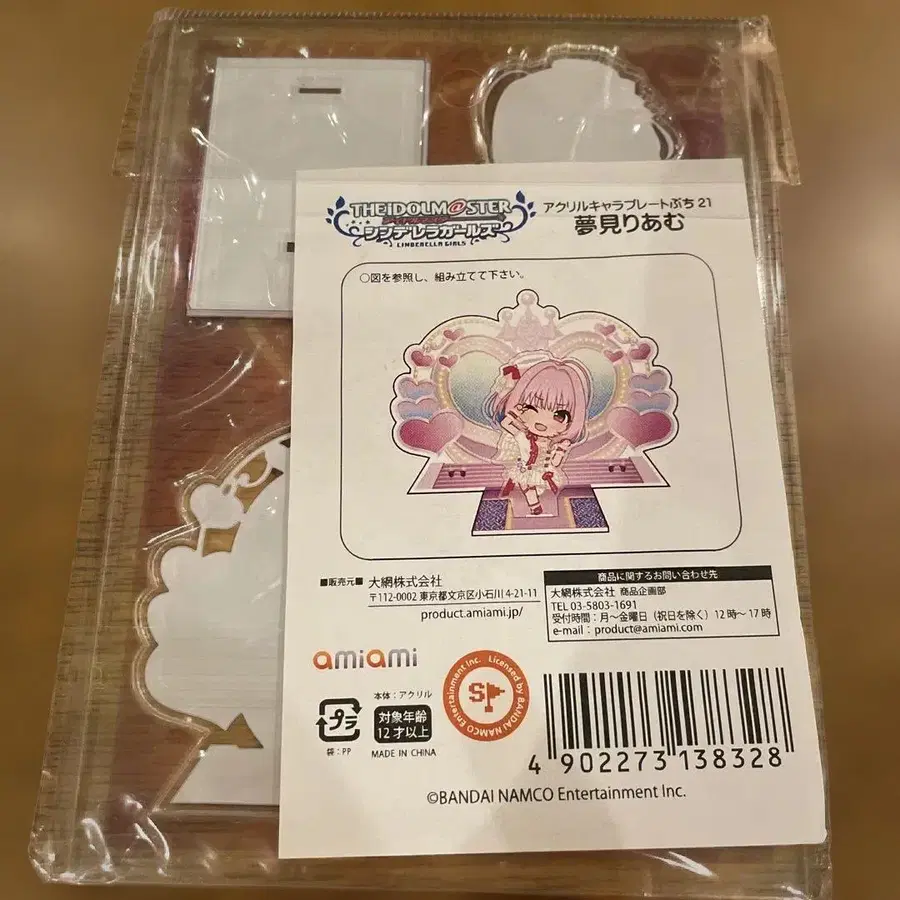 THE IDOLM@STER
アイドルマスター
シンデレラガールズ
CINDERELLA GIRLS
アクリルキャラプレートぷち 21
夢見りあむ
○図を参照し、組み立てて下さい。
■販売元■ 大網株式会社
〒112-0002 東京都文京区小石川 4-21-11
product.amiami.jp/
商品に関するお問い合わせ先
大網株式会社 商品企画部
TEL 03-5803-1691
受付時間：月～金曜日（祝日を除く）12時～17時
e-mail : product@amiami.com
amiami
Licensed by BANDAI NAMCO Entertainment Inc.
プラ
袋：PP
本体：アクリル
対象年齢
12才以上
MADE IN CHINA
4 902273 138328
©BANDAI NAMCO Entertainment Inc.